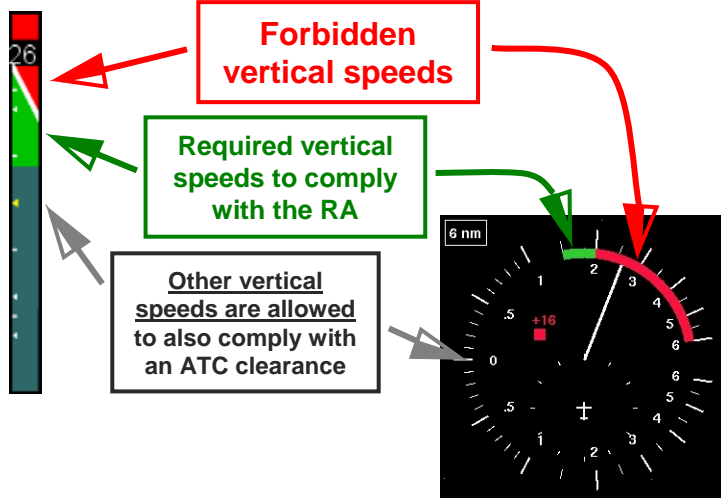 Forbidden
vertical speeds
26
Required vertical
speeds to comply
with the RA
Other vertical
speeds are allowed
to also comply with
an ATC clearance
6 nm
1
2
3
4
5
6
.5
+16
0
6
5
.5
4
1
2
3